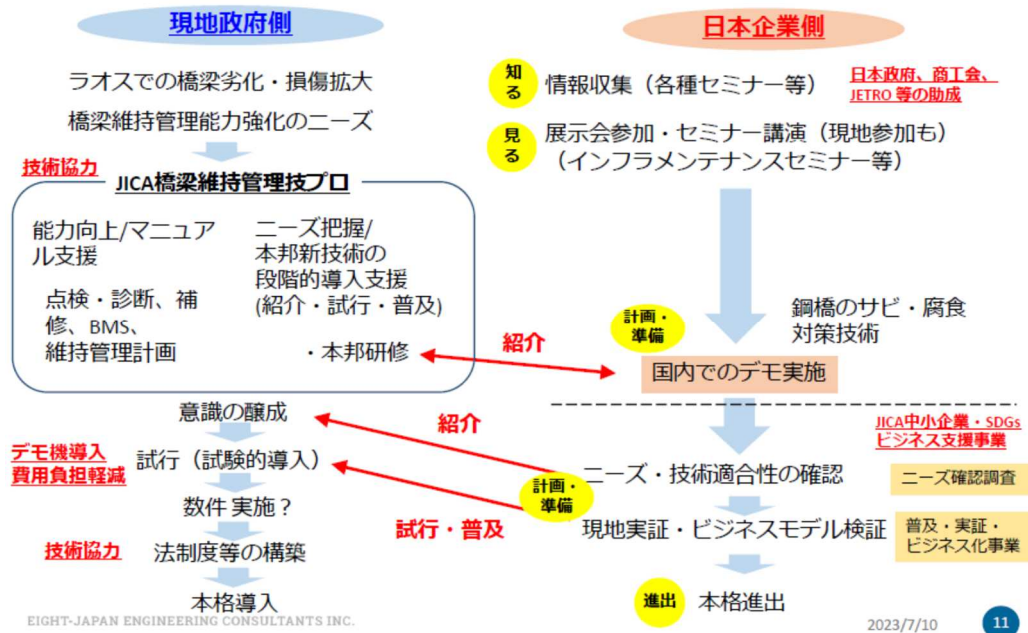 現地政府側
ラオスでの橋梁劣化・損傷拡大
橋梁維持管理能力強化のニーズ
技術協力
JICA橋梁維持管理技プロ
能力向上/マニュア
ル支援
点検・診断、補
修、BMS、
維持管理計画
ニーズ把握/
本邦新技術の
段階的導入支援
(紹介・試行・普及)
・本邦研修
意識の醸成
デモ機導入
費用負担軽減
試行（試験的導入）
数件 実施？
技術協力
法制度等の構築
本格導入
紹介
紹介
試行・普及
日本企業側
知
る
情報収集（各種セミナー等）
日本政府、商工会、
JETRO 等の助成
見
る
展示会参加・セミナー講演（現地参加も）
（インフラメンテナンスセミナー等）
計画・
準備
鋼橋のサビ・腐食
対策技術
国内でのデモ実施
JICA中小企業・SDGs
ビジネス支援事業
ニーズ・技術適合性の確認
ニーズ確認調査
計画・
準備
現地実証・ビジネスモデル検証
普及・実証・
ビジネス化事業
進出
本格進出
EIGHT-JAPAN ENGINEERING CONSULTANTS INC.
2023/7/10
11